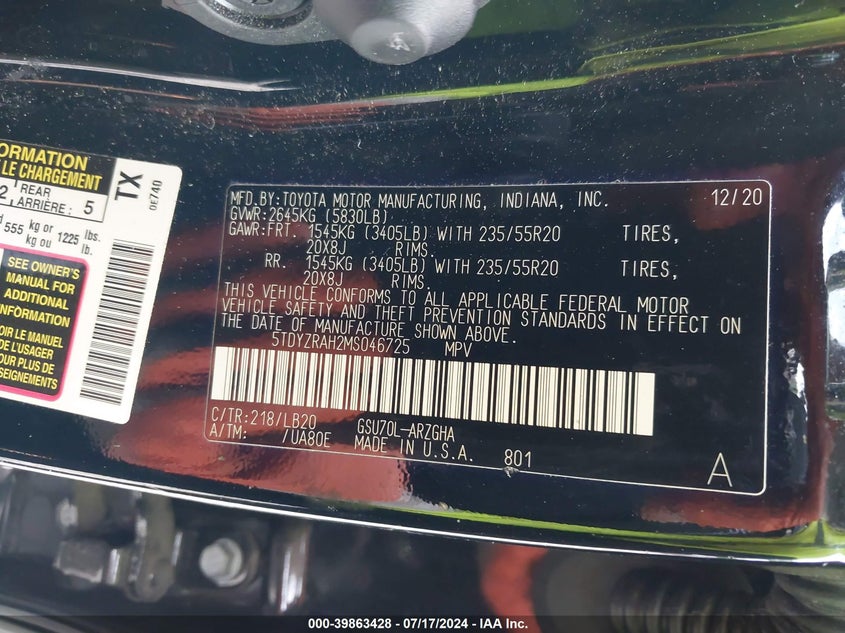 ORMATION
LE CHARGEMENT
2 REAR ARRIÈRE: 5
555 kg or 1225 lbs.
kg ou lb.
SEE OWNER'S
MANUAL FOR
ADDITIONAL
INFORMATION
OIR LE MANUEL
DE L'USAGER
OUR PLUS DE
SEIGNEMENTS
TX
0E740
MFD.BY:TOYOTA MOTOR MANUFACTURING, INDIANA, INC. 12/20
GVWR:2645KG (5830LB)
GAWR:FRT. 1545KG (3405LB) WITH 235/55R20 TIRES,
20X8J RIMS.
RR. 1545KG (3405LB) WITH 235/55R20 TIRES,
20X8J RIMS.
THIS VEHICLE CONFORMS TO ALL APPLICABLE FEDERAL MOTOR
VEHICLE SAFETY AND THEFT PREVENTION STANDARDS IN EFFECT ON
THE DATE OF MANUFACTURE SHOWN ABOVE.
5TDYZRAH2MS046725 MPV
C/TR:218/LB20 GSU70L-ARZGHA
A/TM: /UA80E MADE IN U.S.A. 801
A
000-39863428 - 07/17/2024 - IAA Inc.